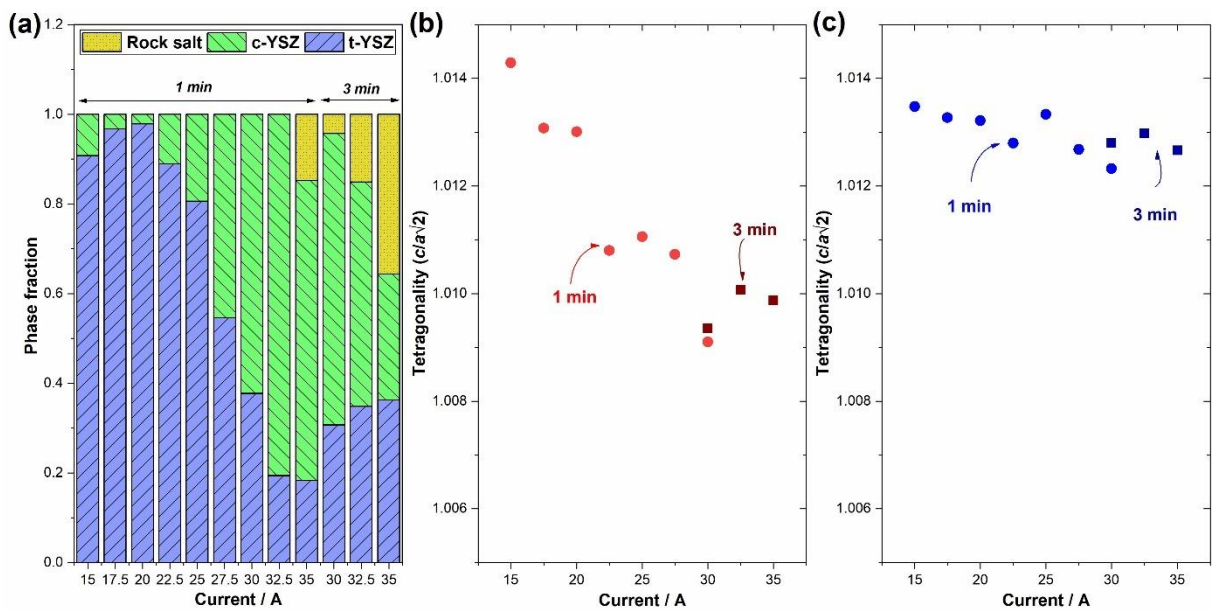 (a)
1.2
1.0
0.8
0.6
0.4
0.2
0.0
Phase fraction
Rock salt c-YSZ t-YSZ
1 min 3 min
15 17.5 20 22.5 25 27.5 30 32.5 35 30 32.5 35
Current / A
(b)
1.014
1.012
1.010
1.008
1.006
Tetragonality (c/a√2)
1 min
3 min
15 20 25 30 35
Current / A
(c)
1.014
1.012
1.010
1.008
1.006
Tetragonality (c/a√2)
1 min
3 min
15 20 25 30 35
Current / A